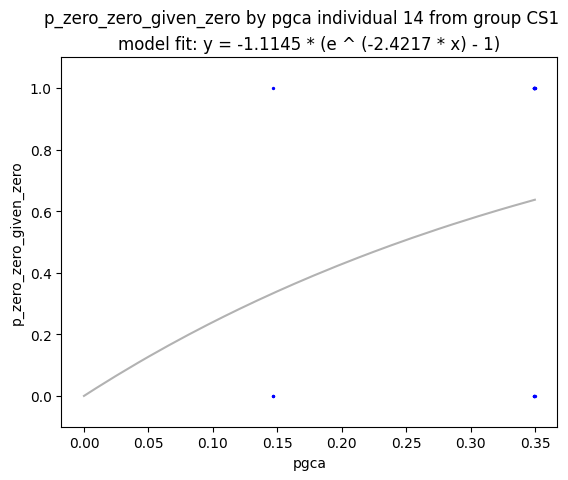 p_zero_zero_given_zero by pgca individual 14 from group CS1
model fit: y = -1.1145 * (e ^ (-2.4217 * x) - 1)
1.0
0.8
0.6
0.4
0.2
0.0
p_zero_zero_given_zero
0.00 0.05 0.10 0.15 0.20 0.25 0.30 0.35
pgca